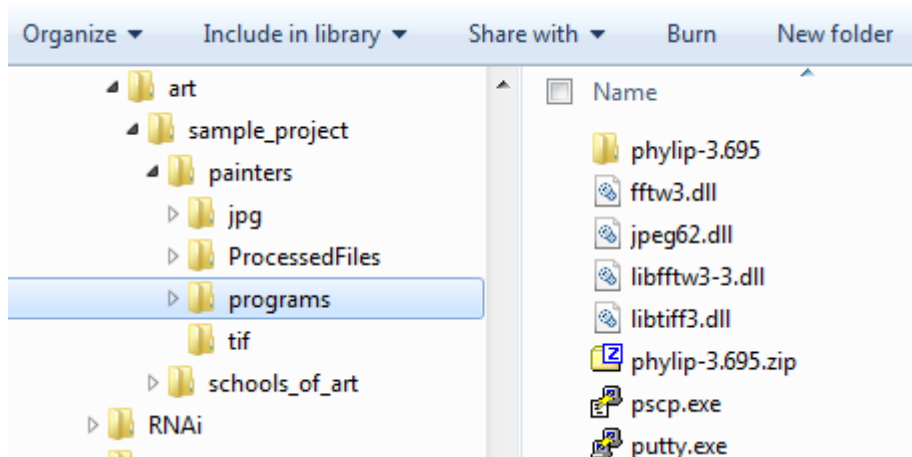 Organize Include in library Share with Burn New folder
art
sample_project
painters
jpg
ProcessedFiles
programs
tif
schools_of_art
RNAi
Name
phylip-3.695
fftw3.dll
jpeg62.dll
libfftw3-3.dll
libtiff3.dll
phylip-3.695.zip
pscp.exe
putty.exe